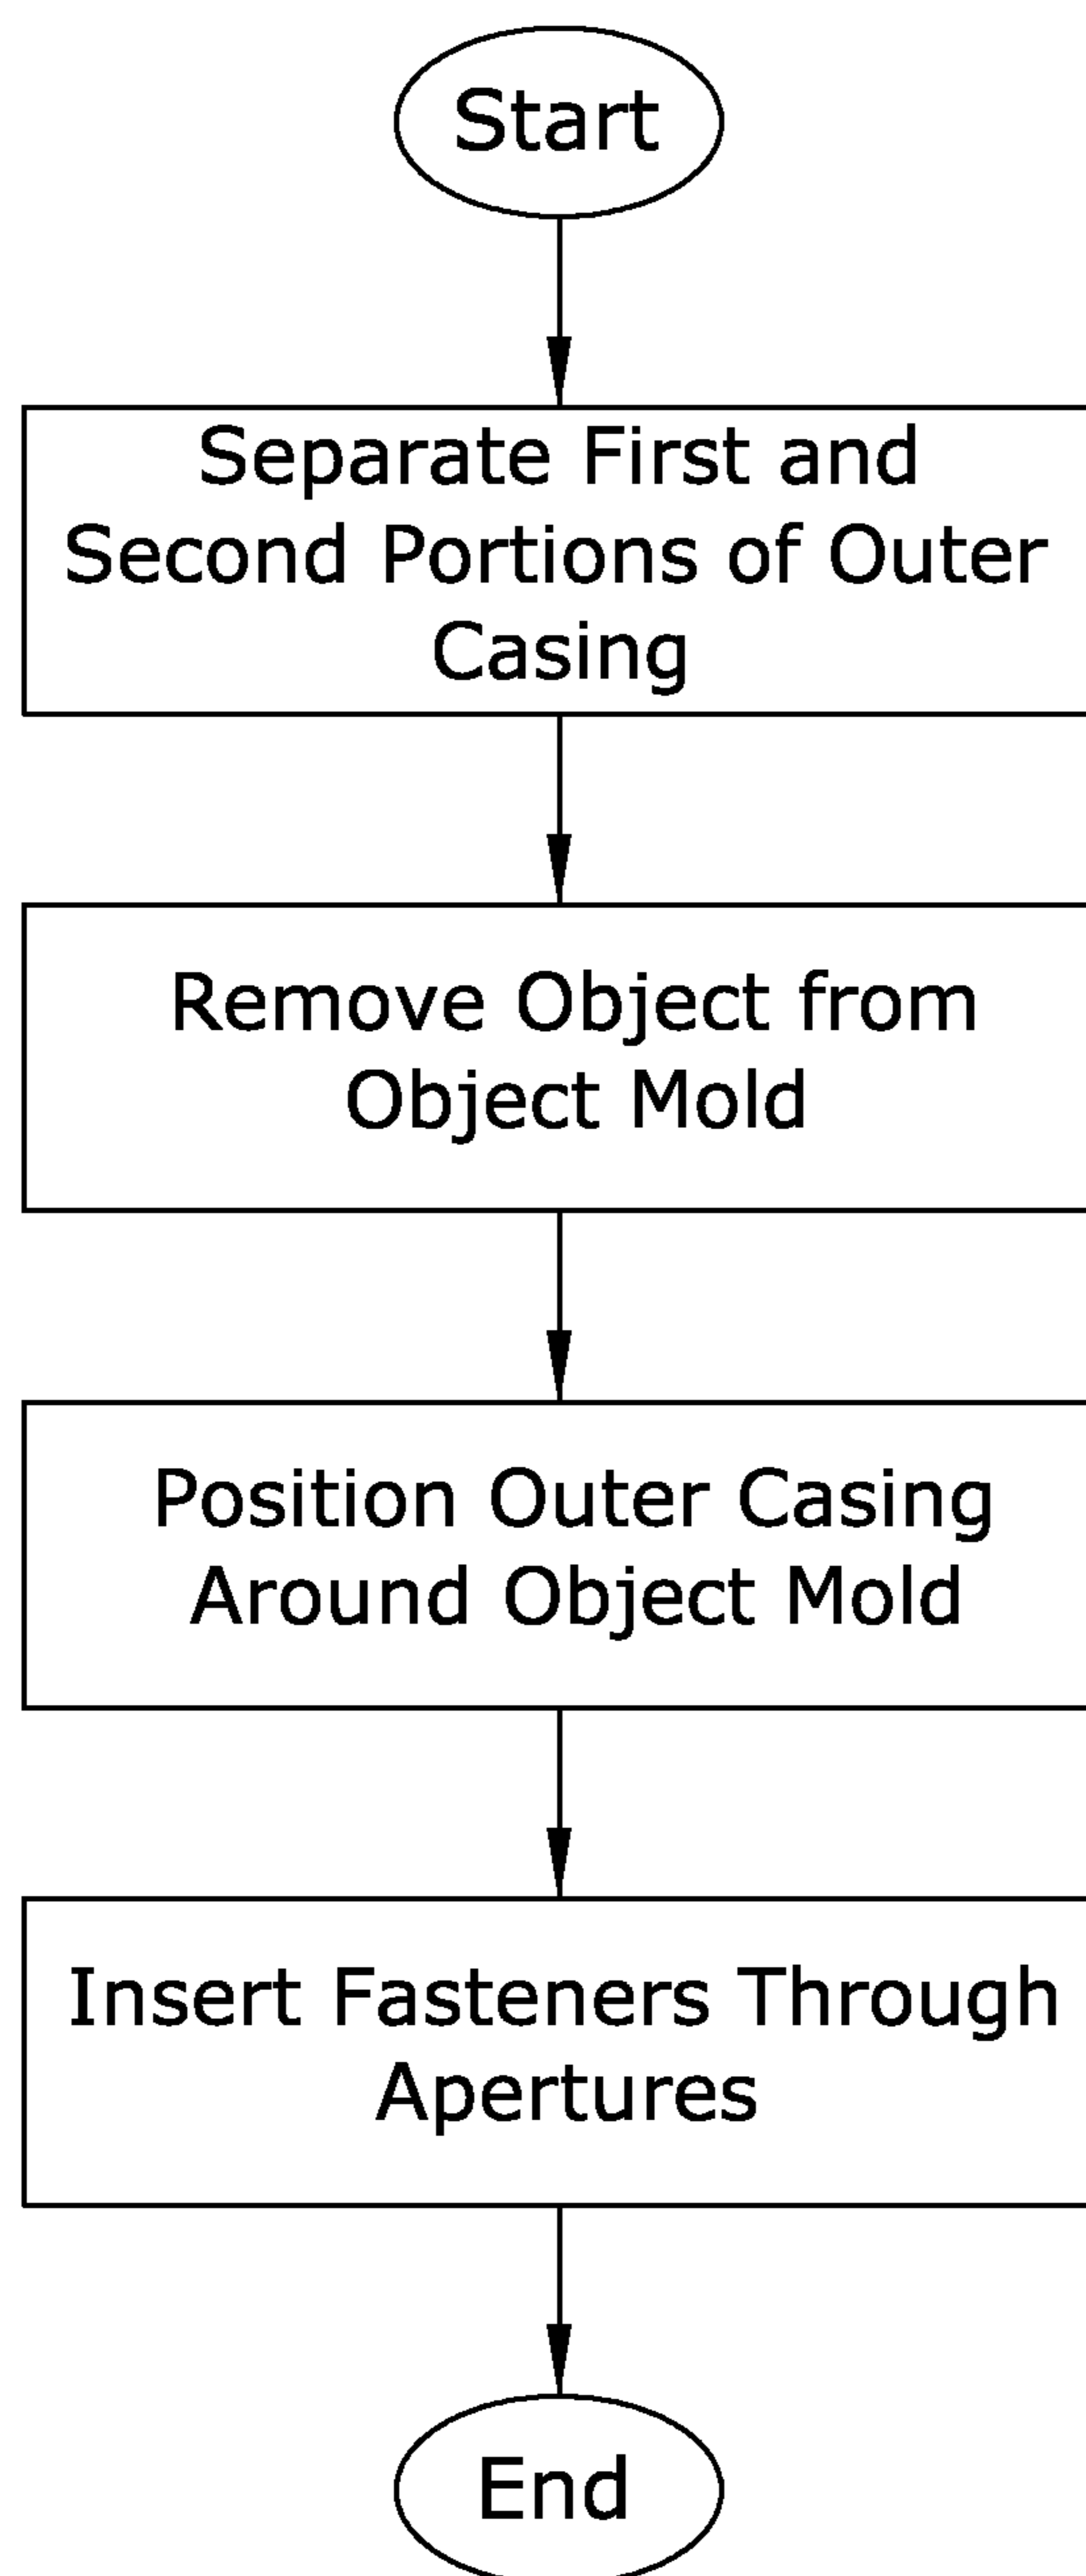 Start
Separate First and
Second Portions of Outer
Casing
Remove Object from
Object Mold
Position Outer Casing
Around Object Mold
Insert Fasteners Through
Apertures
End